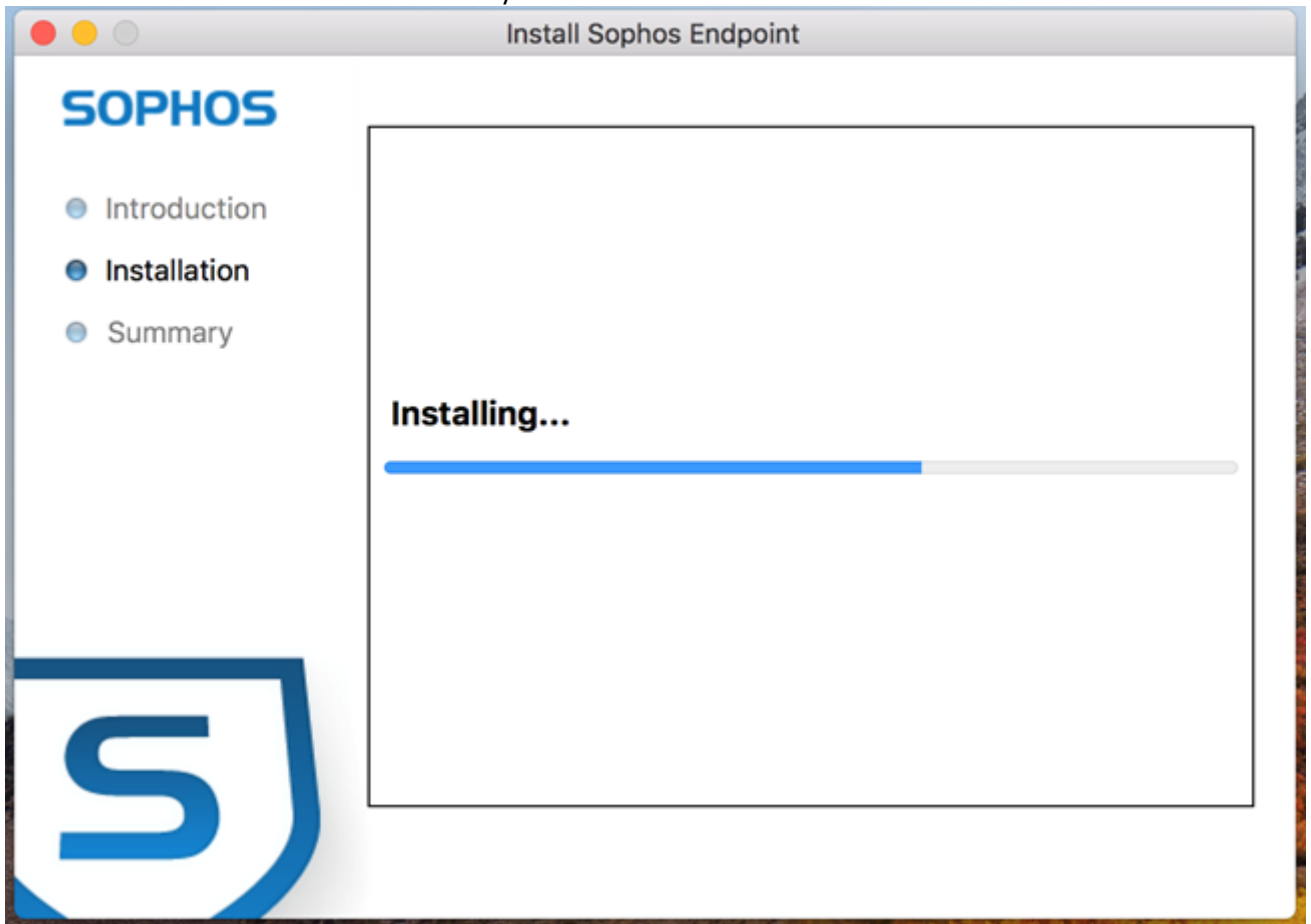 Install Sophos Endpoint
SOPHOS
Introduction
Installation
Summary
Installing...
S